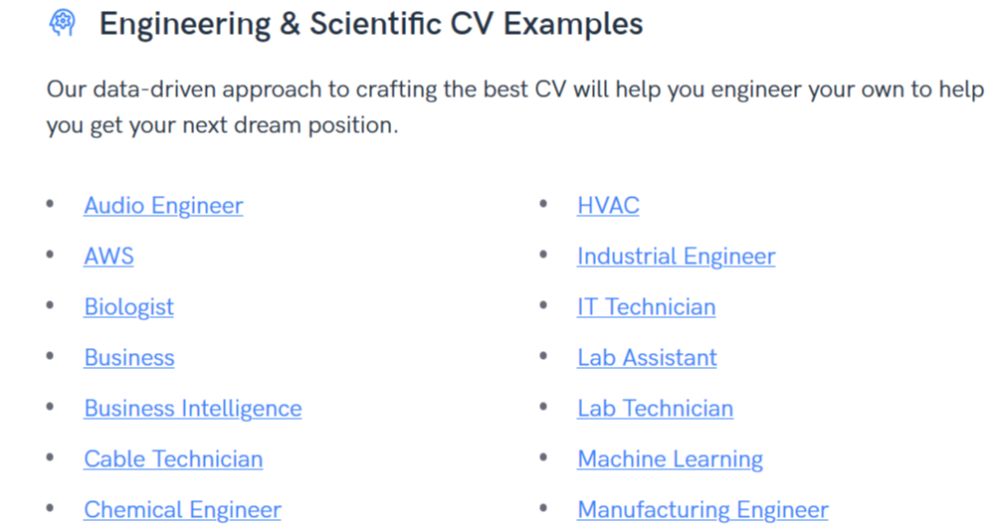 Engineering & Scientific CV Examples
Our data-driven approach to crafting the best CV will help you engineer your own to help
you get your next dream position.
Audio Engineer
AWS
Biologist
Business
Business Intelligence
Cable Technician
Chemical Engineer
HVAC
Industrial Engineer
IT Technician
Lab Assistant
Lab Technician
Machine Learning
Manufacturing Engineer